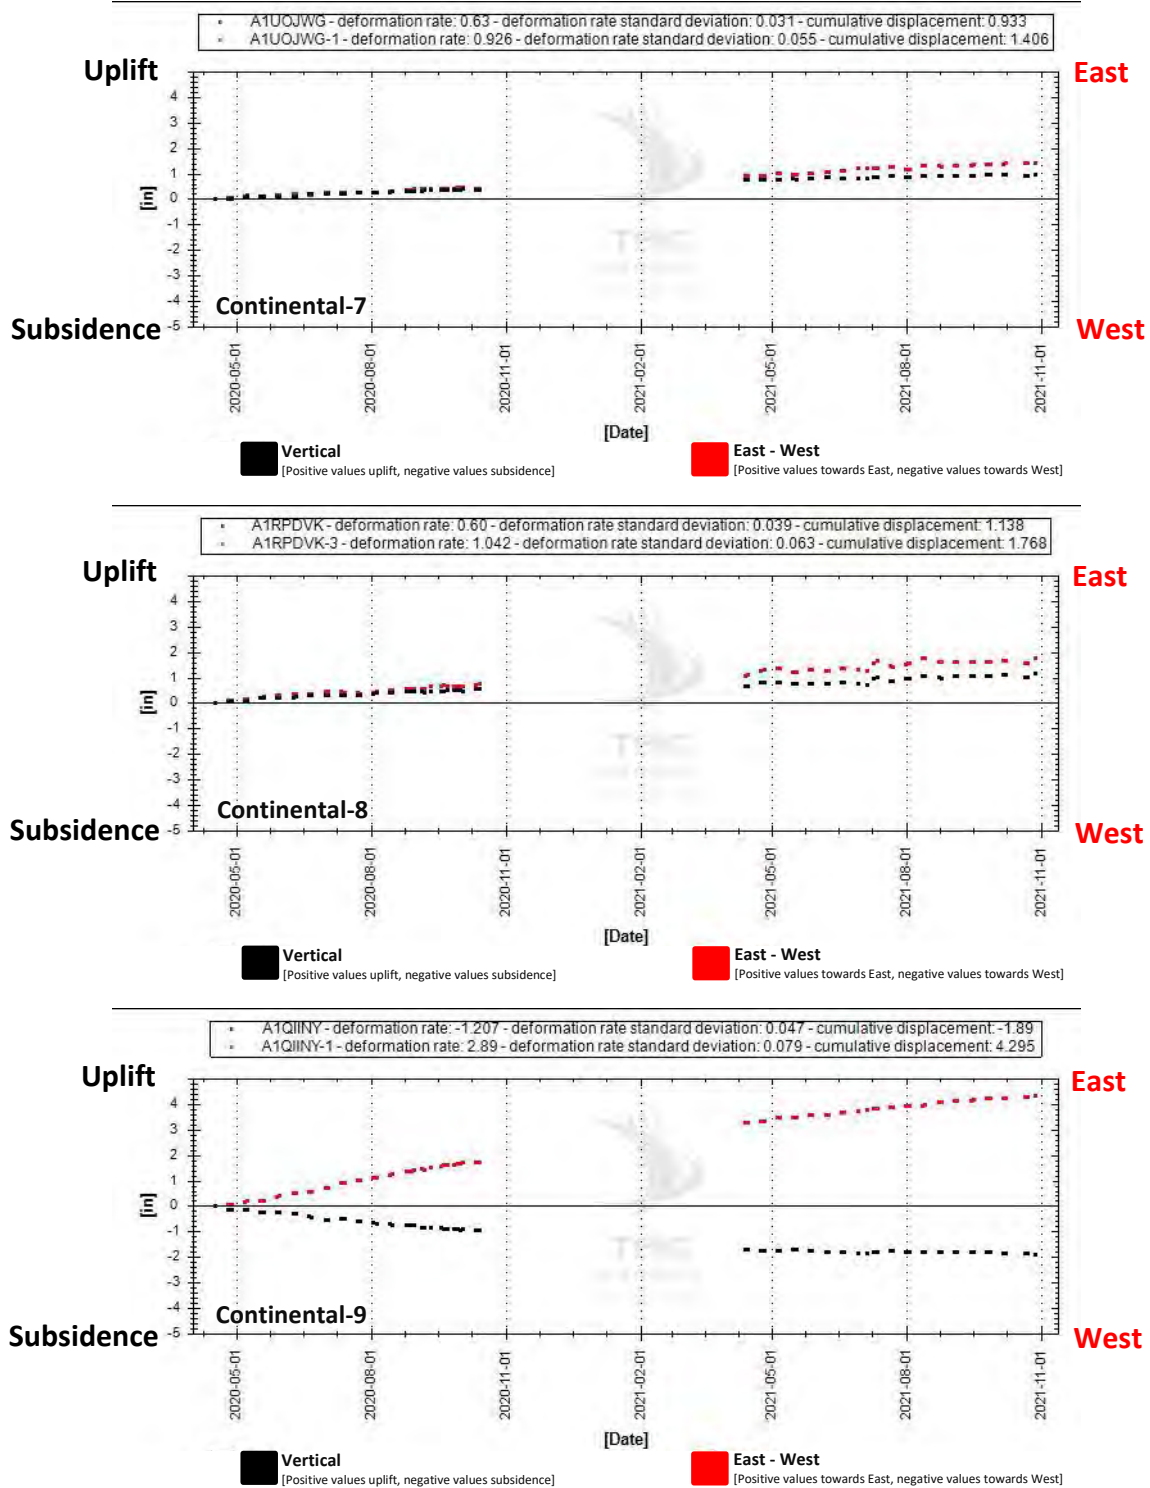 A1UOJWG - deformation rate: 0.63 - deformation rate standard deviation: 0.031 - cumulative displacement: 0.933
A1UOJWG-1 - deformation rate: 0.926 - deformation rate standard deviation: 0.055 - cumulative displacement: 1.406
Uplift
East
4
3
2
1
0
-1
-2
-3
-4
-5
[in]
Continental-7
Subsidence
West
2020-05-01
2020-08-01
2020-11-01
2021-02-01
2021-05-01
2021-08-01
2021-11-01
[Date]
Vertical
[Positive values uplift, negative values subsidence]
East - West
[Positive values towards East, negative values towards West]
A1RPDVK - deformation rate: 0.60 - deformation rate standard deviation: 0.039 - cumulative displacement: 1.138
A1RPDVK-3 - deformation rate: 1.042 - deformation rate standard deviation: 0.063 - cumulative displacement: 1.768
Uplift
East
4
3
2
1
0
-1
-2
-3
-4
-5
[in]
Continental-8
Subsidence
West
2020-05-01
2020-08-01
2020-11-01
2021-02-01
2021-05-01
2021-08-01
2021-11-01
[Date]
Vertical
[Positive values uplift, negative values subsidence]
East - West
[Positive values towards East, negative values towards West]
A1QIINY - deformation rate: -1.207 - deformation rate standard deviation: 0.047 - cumulative displacement: -1.89
A1QIINY-1 - deformation rate: 2.89 - deformation rate standard deviation: 0.079 - cumulative displacement: 4.295
Uplift
East
4
3
2
1
0
-1
-2
-3
-4
-5
[in]
Continental-9
Subsidence
West
2020-05-01
2020-08-01
2020-11-01
2021-02-01
2021-05-01
2021-08-01
2021-11-01
[Date]
Vertical
[Positive values uplift, negative values subsidence]
East - West
[Positive values towards East, negative values towards West]